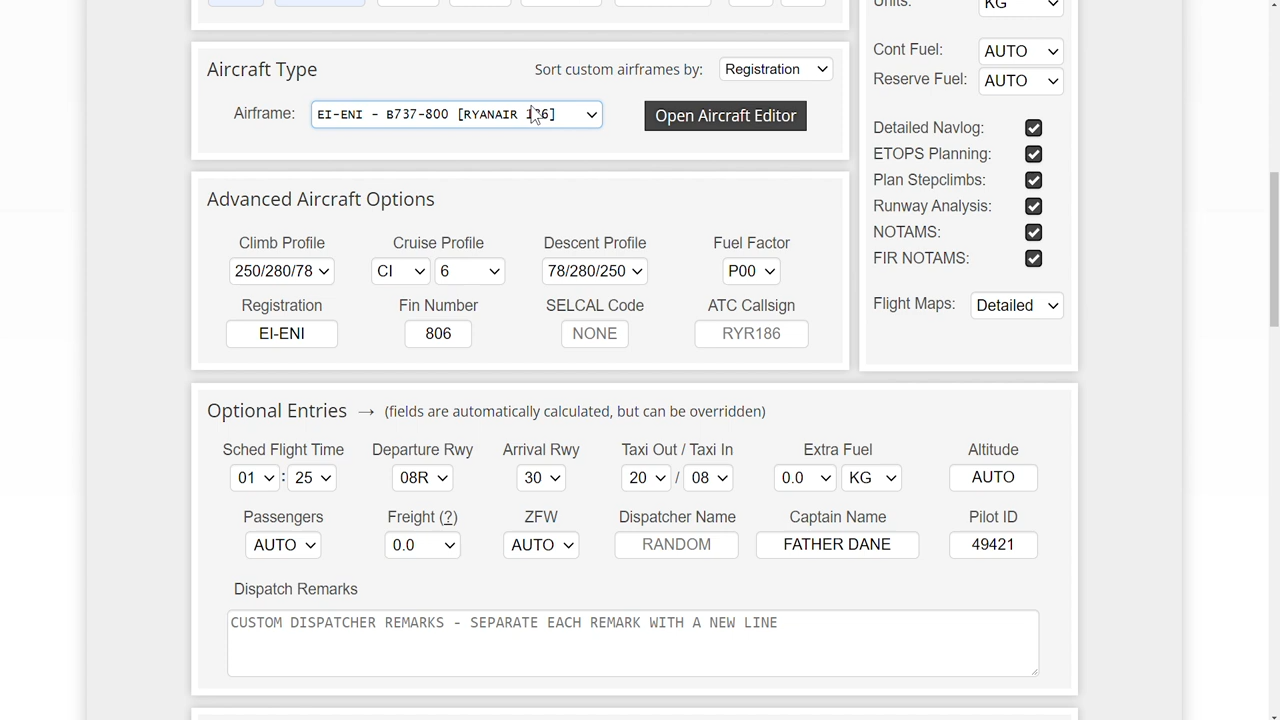 Units: KG
Aircraft Type
Sort custom airframes by: Registration
Airframe: EI-ENI - B737-800 [RYANAIR
Open Aircraft Editor
Cont Fuel: AUTO
Reserve Fuel: AUTO
Detailed Navlog:
ETOPS Planning:
Plan Stepclimbs:
Runway Analysis:
NOTAMS:
FIR NOTAMS:
Flight Maps: Detailed
Advanced Aircraft Options
Climb Profile Cruise Profile Descent Profile Fuel Factor
250/280/78 CI 6 78/280/250 P00
Registration Fin Number SELCAL Code ATC Callsign
EI-ENI 806 NONE RYR186
Optional Entries → (fields are automatically calculated, but can be overridden)
Sched Flight Time Departure Rwy Arrival Rwy Taxi Out / Taxi In Extra Fuel Altitude
01 : 25 08R 30 20 / 08 0.0 KG AUTO
Passengers Freight (?) ZFW Dispatcher Name Captain Name Pilot ID
AUTO 0.0 AUTO RANDOM FATHER DANE 49421
Dispatch Remarks
CUSTOM DISPATCHER REMARKS - SEPARATE EACH REMARK WITH A NEW LINE